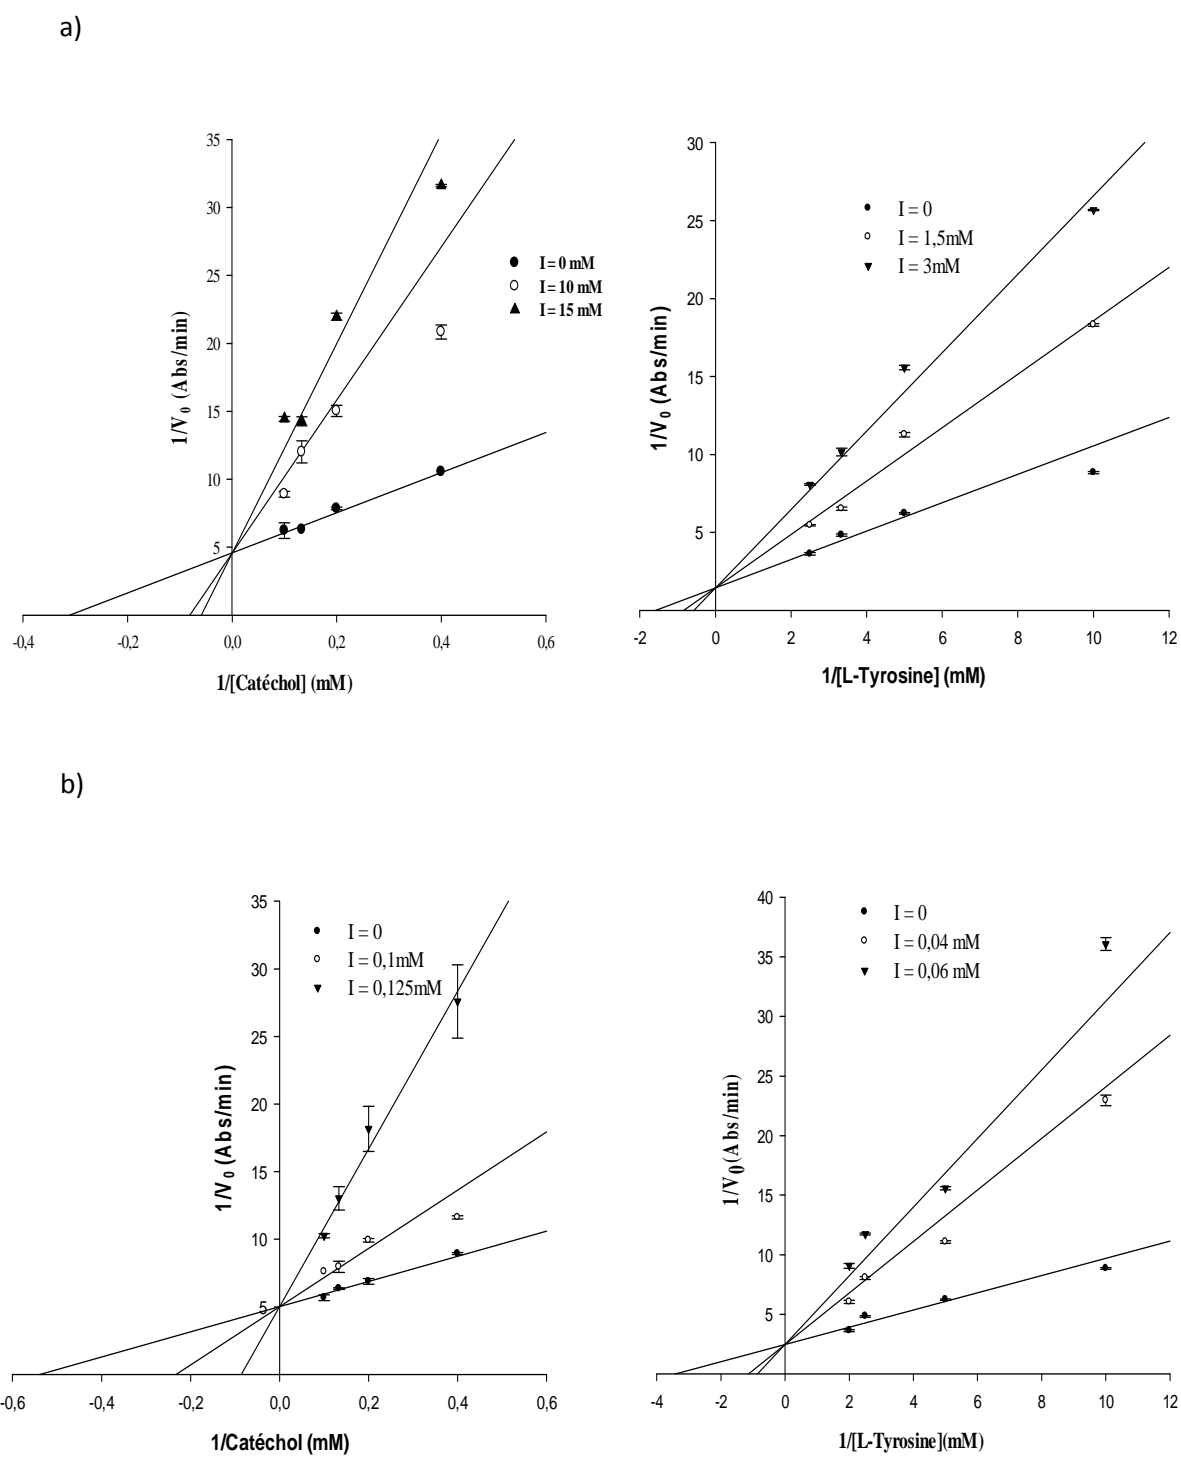 a)
35
30
25
20
15
10
5
1/V0 (Abs/min)
I = 0 mM
I = 10 mM
I = 15 mM
-0,4 -0,2 0,0 0,2 0,4 0,6
1/[Catéchol] (mM)
30
25
20
15
10
5
1/V0 (Abs/min)
I = 0
I = 1,5mM
I = 3mM
-2 0 2 4 6 8 10 12
1/[L-Tyrosine] (mM)
b)
35
30
25
20
15
10
5
1/V0 (Abs/min)
I = 0
I = 0,1mM
I = 0,125mM
-0,6 -0,4 -0,2 0,0 0,2 0,4 0,6
1/Catéchol (mM)
40
35
30
25
20
15
10
5
1/V0(Abs/min)
I = 0
I = 0,04 mM
I = 0,06 mM
-4 -2 0 2 4 6 8 10 12
1/[L-Tyrosine](mM)